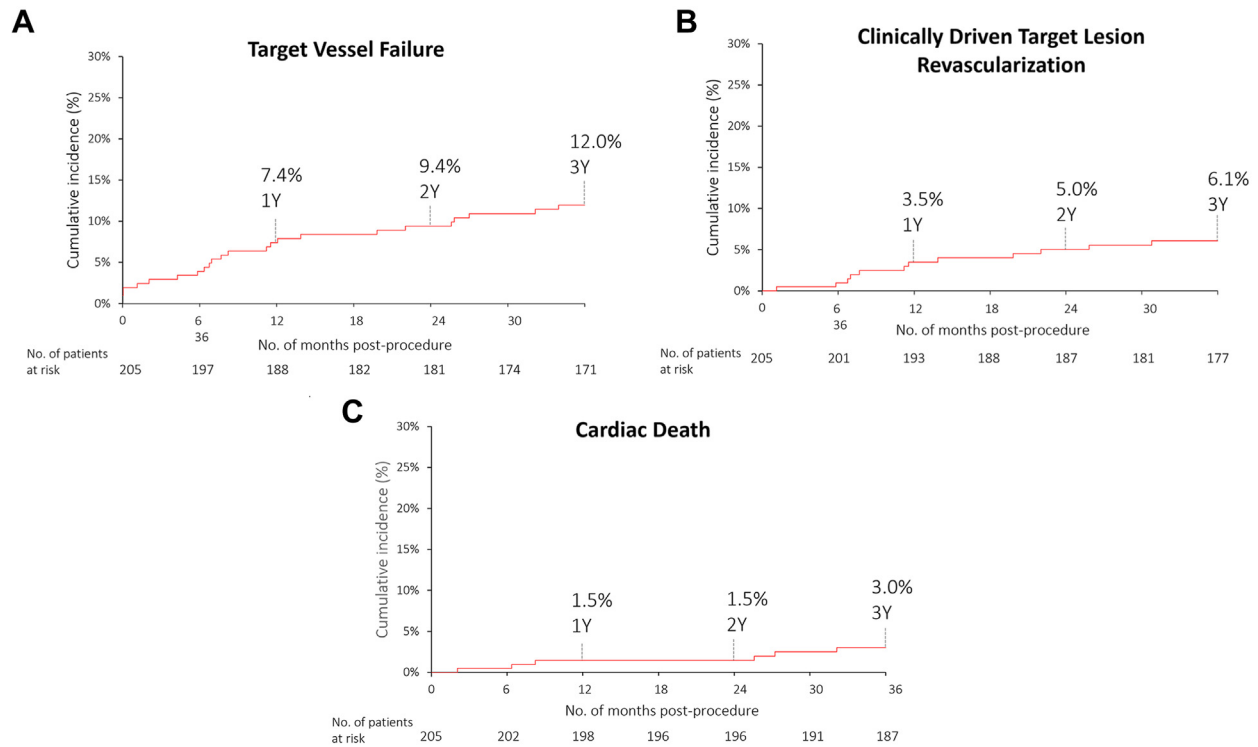 A
Target Vessel Failure
30%
25%
20%
15%
10%
5%
0%
Cumulative incidence (%)
7.4%
1Y
9.4%
2Y
12.0%
3Y
0 6 12 18 24 30
36
No. of months post-procedure
No. of patients
at risk
205 197 188 182 181 174 171
B
Clinically Driven Target Lesion
Revascularization
30%
25%
20%
15%
10%
5%
0%
Cumulative incidence (%)
3.5%
1Y
5.0%
2Y
6.1%
3Y
0 6 12 18 24 30
36
No. of months post-procedure
No. of patients
at risk
205 201 193 188 187 181 177
C
Cardiac Death
30%
25%
20%
15%
10%
5%
0%
Cumulative incidence (%)
1.5%
1Y
1.5%
2Y
3.0%
3Y
0 6 12 18 24 30 36
No. of months post-procedure
No. of patients
at risk
205 202 198 196 196 191 187